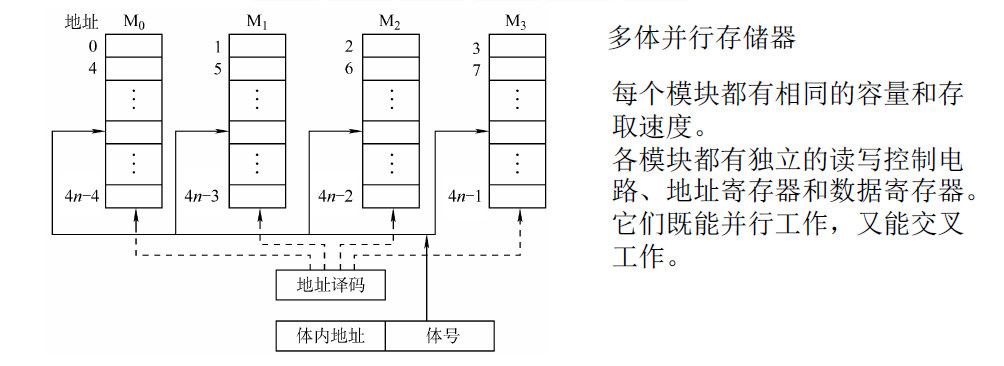 地址 M₀ M₁ M₂ M₃
0 1 2 3
4 5 6 7
⋮ ⋮ ⋮ ⋮
⋮ ⋮ ⋮ ⋮
4n−4 4n−3 4n−2 4n−1
地址译码
体内地址 体号
多体并行存储器
每个模块都有相同的容量和存
取速度。
各模块都有独立的读写控制电
路、地址寄存器和数据寄存器。
它们既能并行工作，又能交叉
工作。